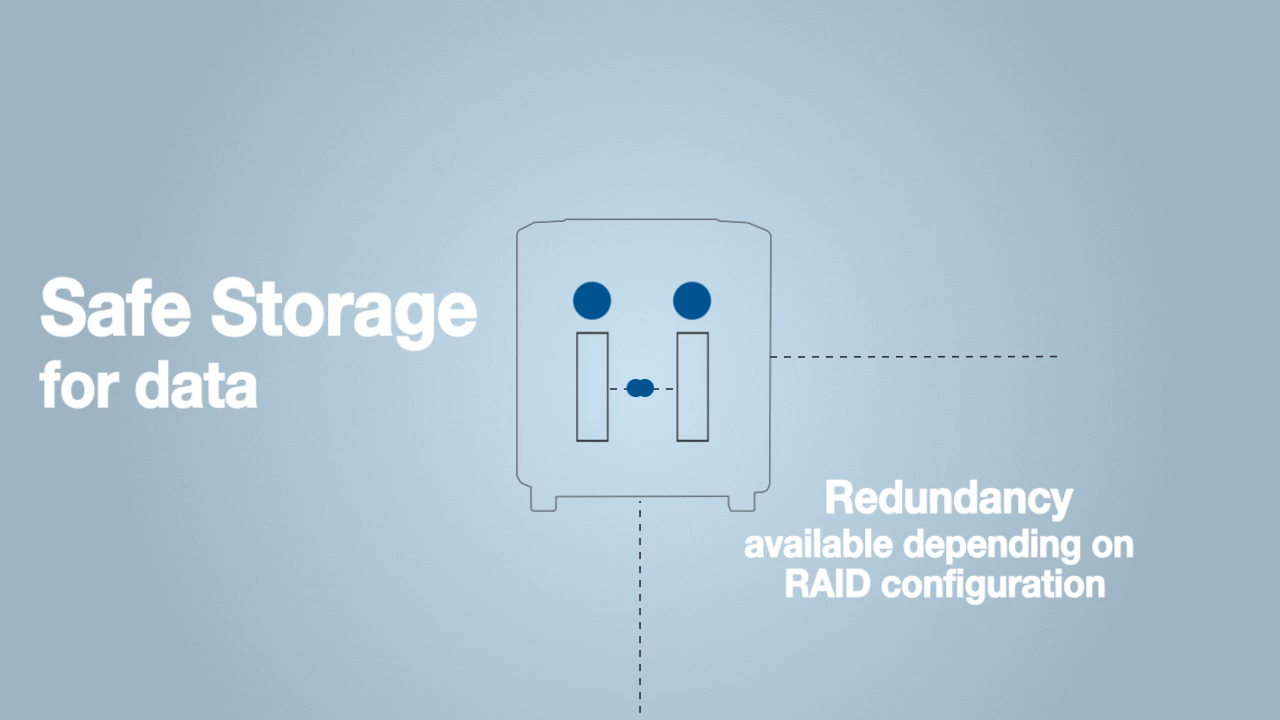 Safe Storage
for data
Redundancy
available depending on
RAID configuration